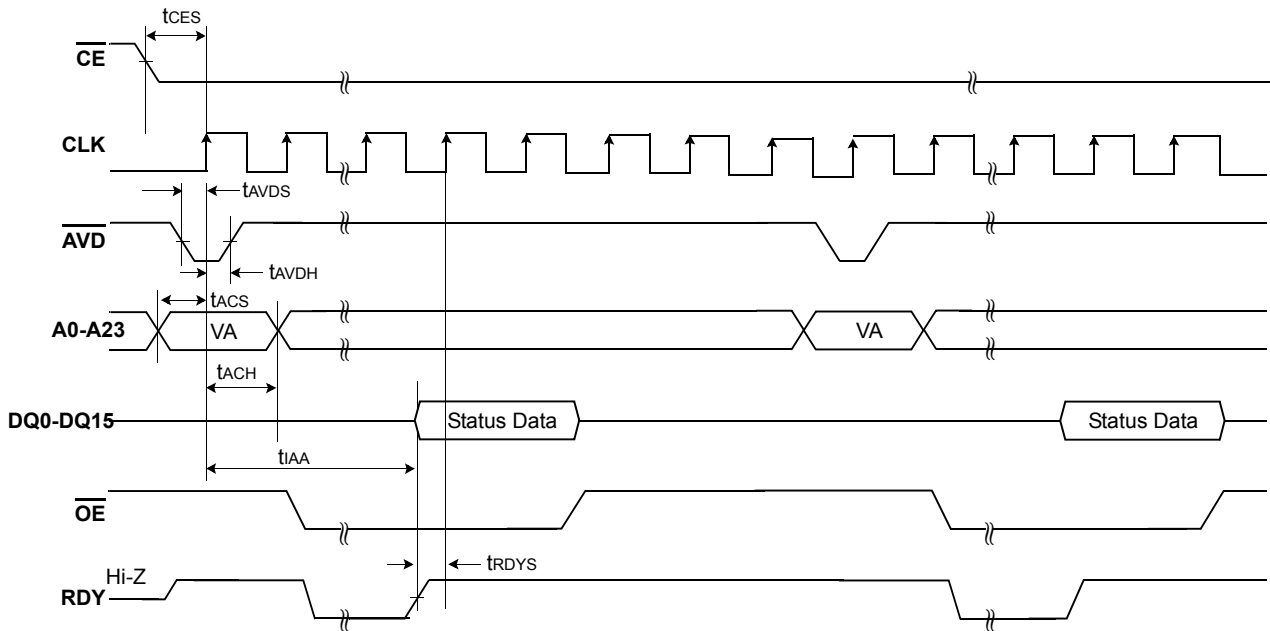 tCES
CE
CLK
tAVDS
AVD
tAVDH
tACS
A0-A23
VA
VA
tACH
DQ0-DQ15
Status Data
Status Data
tIAA
OE
tRDYS
Hi-Z
RDY